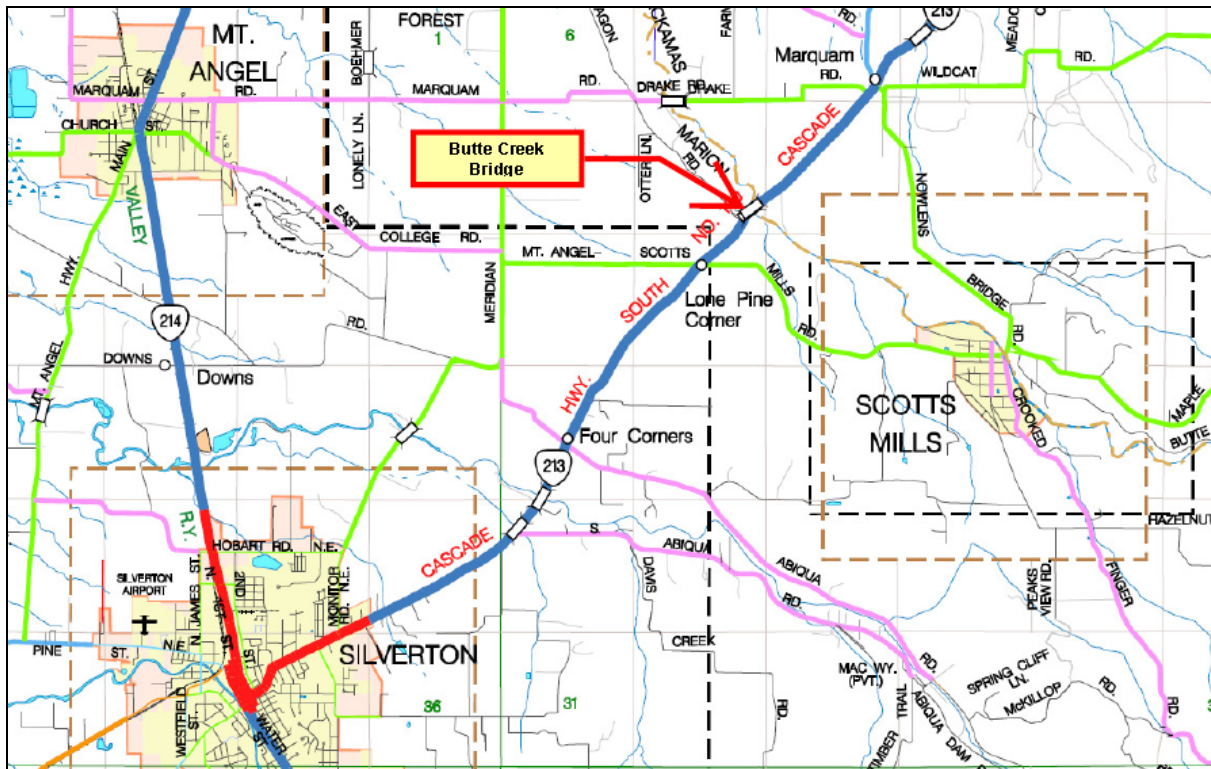 FOREST
1
6
213
MT.
ANGEL
BOEHMER
Marquam
RD.
WILDCAT
RD.
MARQUAM
RD.
MARQUAM
RD.
DRAKE RD.
DRAKE
ST.
CHURCH
ST.
MAIN
LONELY LN.
OTTER LN.
MARION
RD.
CASCADE
Butte Creek
Bridge
VALLEY
EAST
COLLEGE
RD.
MT. ANGEL
SCOTTS
MILLS
RD.
NOWLENS
BRIDGE
RD.
HWY.
MT. ANGEL
MERIDIAN
SOUTH
Lone Pine
Corner
214
RD.
DOWNS
Downs
HWY.
SCOTTS
MILLS
CROOKED
MAPLE
BUTTE
Four Corners
213
R.Y.
HOBART
RD.
N.E.
CASCADE
S.
ABIQUA
ABIQUA
RD.
HAZELNUT
SILVERTON
AIRPORT
N. JAMES ST.
N. 1ST ST.
2ND
ST.
MONITOR
RD. N.E.
DAVIS
CREEK
RD.
PEAKS
VIEW RD.
FINGER
RD.
PINE
ST.
N.E.
SILVERTON
MAC WY.
(PVT.)
RD.
SPRING CLIFF
LN.
McKILLOP
RD.
WESTFIELD
ST.
WATER
ST.
36
31
TRAIL
ABIQUA
DAM